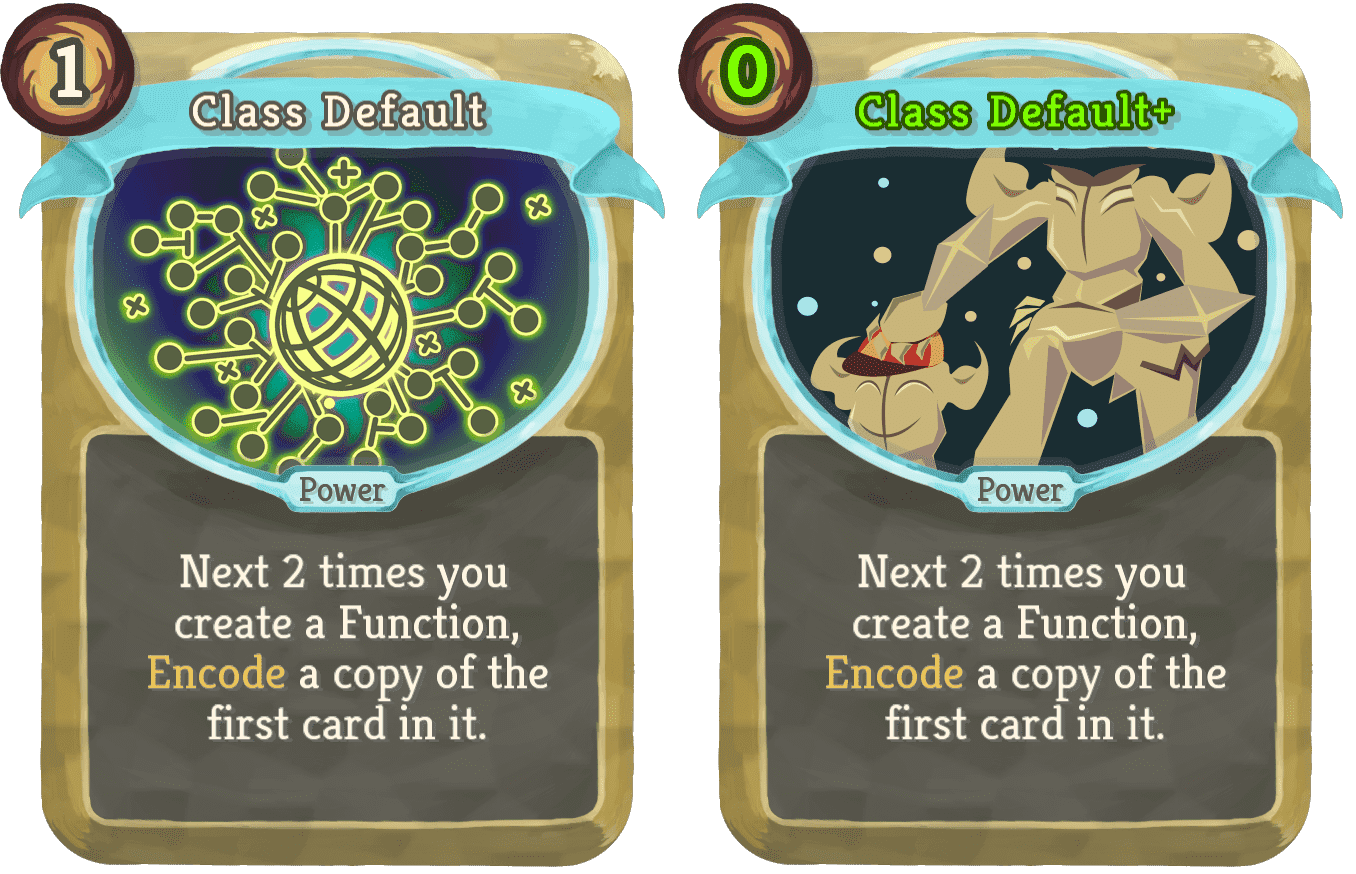 1
Class Default
Power
Next 2 times you
create a Function,
Encode a copy of the
first card in it.
0
Class Default+
Power
Next 2 times you
create a Function,
Encode a copy of the
first card in it.